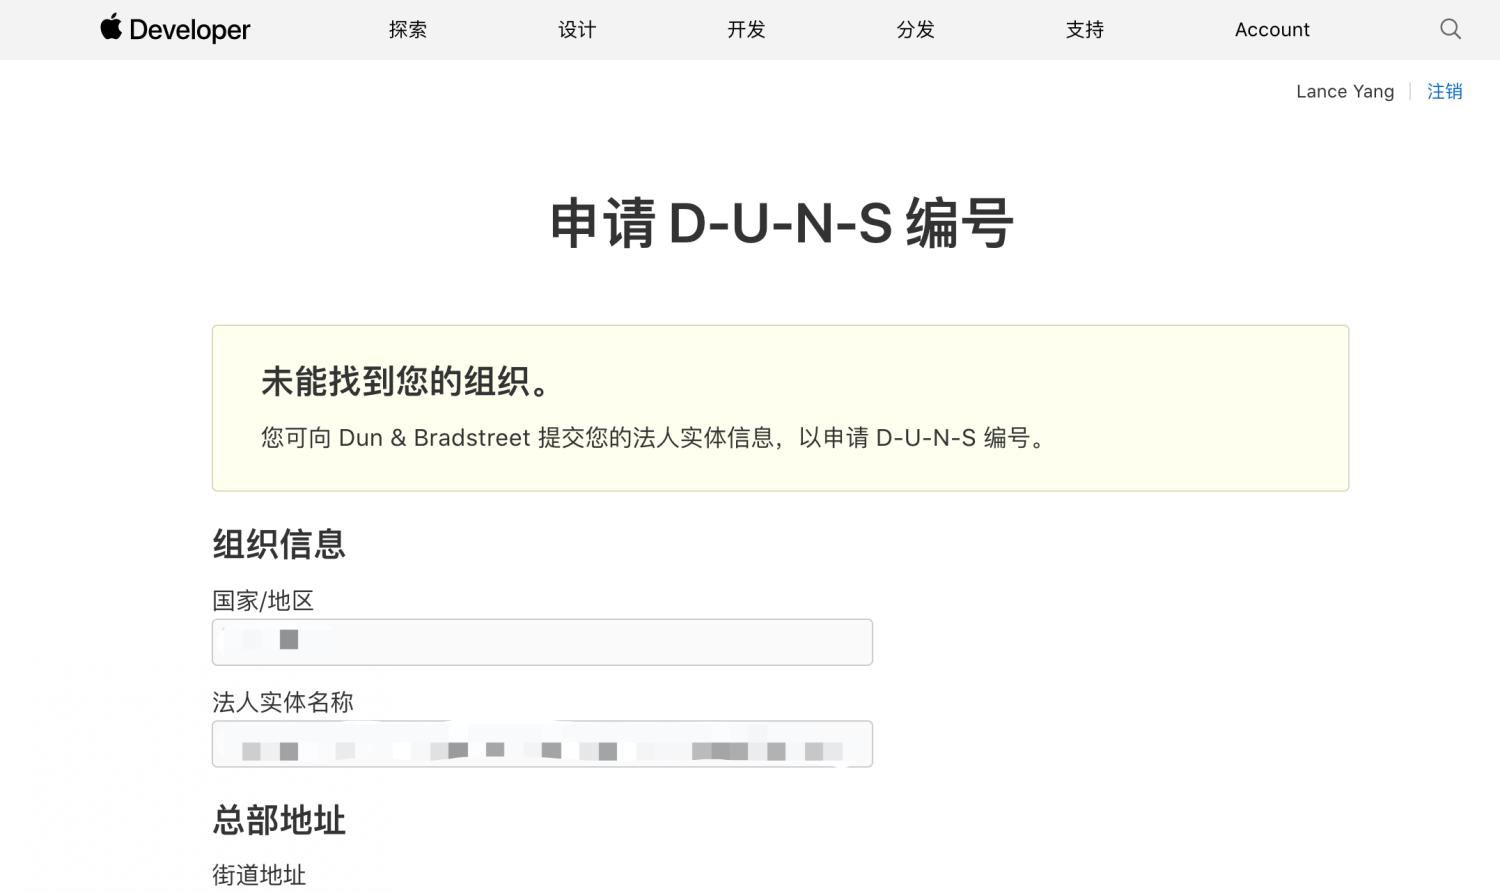 Developer 探索 设计 开发 分发 支持 Account
Lance Yang 注销
申请 D-U-N-S 编号
未能找到您的组织。
您可向 Dun & Bradstreet 提交您的法人实体信息，以申请 D-U-N-S 编号。
组织信息
国家/地区
法人实体名称
总部地址
街道地址